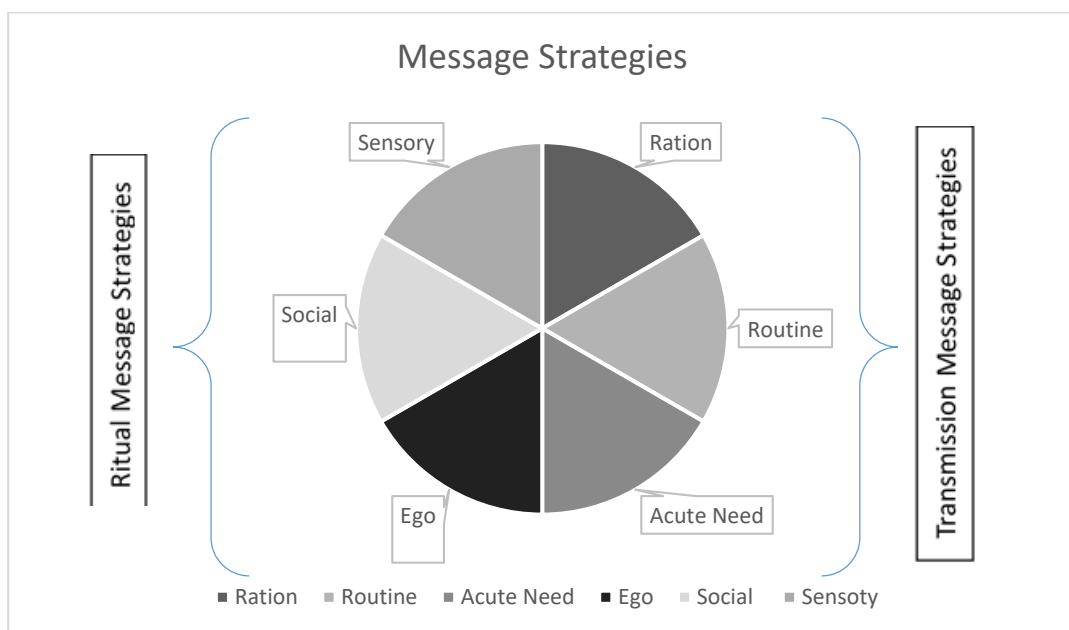 Message Strategies
Sensory
Ration
Ritual Message Strategies
Transmission Message Strategies
Social
Routine
Ego
Acute Need
Ration Routine Acute Need Ego Social Sensoty